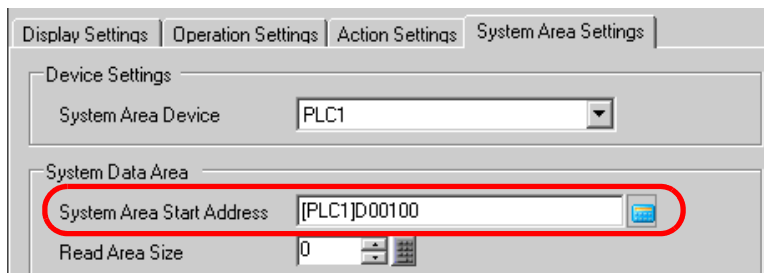 Display Settings Operation Settings Action Settings System Area Settings
Device Settings
System Area Device PLC1
System Data Area
System Area Start Address [PLC1]D00100
Read Area Size 0